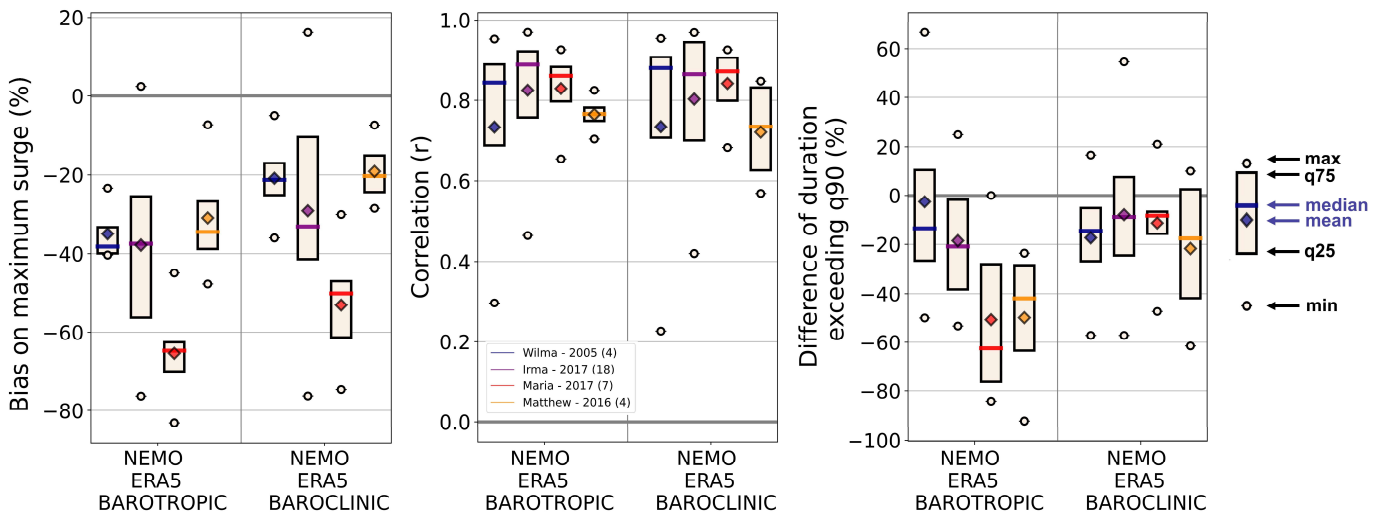 Bias on maximum surge (%)
20
0
−20
−40
−60
−80
NEMO
ERA5
BAROTROPIC
NEMO
ERA5
BAROCLINIC
Correlation (r)
1.0
0.8
0.6
0.4
0.2
0.0
Wilma - 2005 (4)
Irma - 2017 (18)
Maria - 2017 (7)
Matthew - 2016 (4)
NEMO
ERA5
BAROTROPIC
NEMO
ERA5
BAROCLINIC
Difference of duration
exceeding q90 (%)
60
40
20
0
−20
−40
−60
−80
−100
NEMO
ERA5
BAROTROPIC
NEMO
ERA5
BAROCLINIC
max
q75
median
mean
q25
min